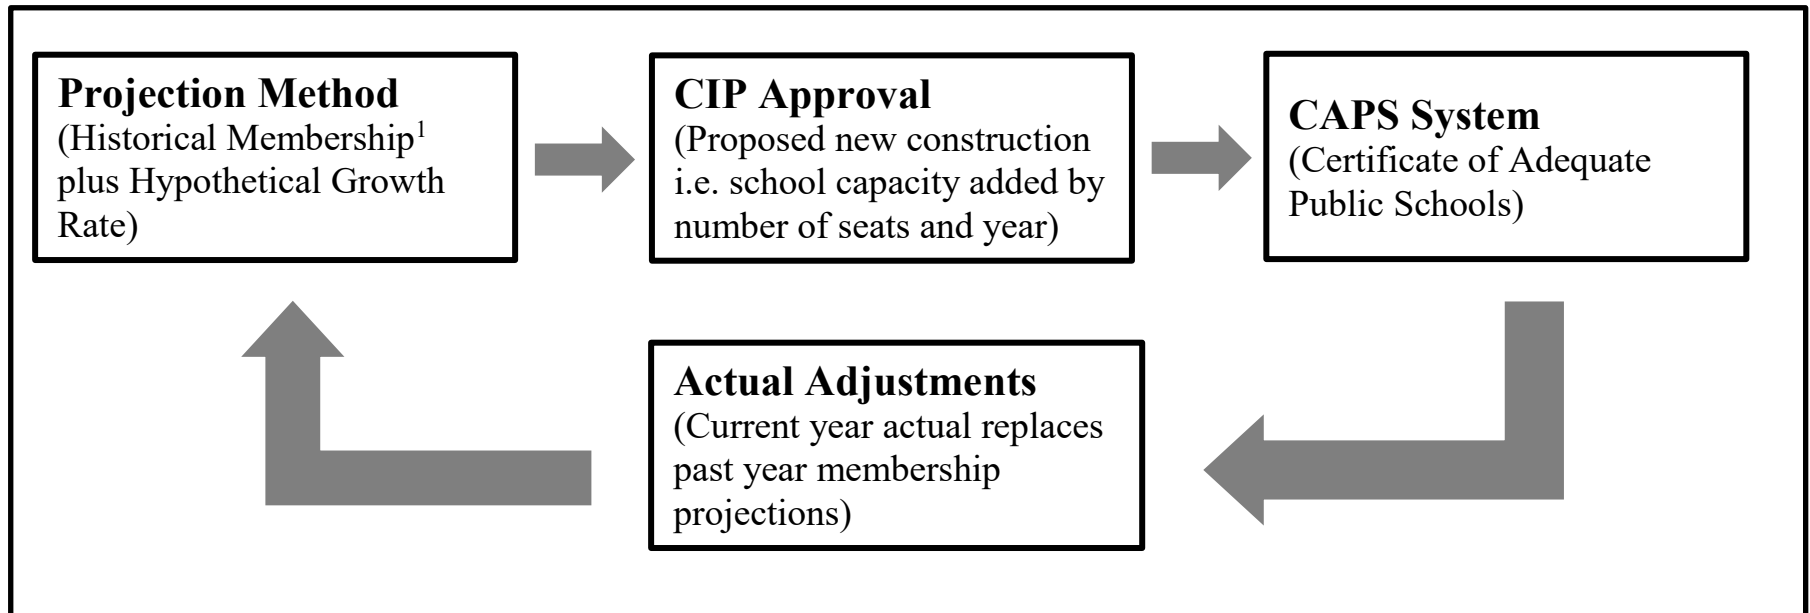 Projection Method
(Historical Membership¹
plus Hypothetical Growth
Rate)
CIP Approval
(Proposed new construction
i.e. school capacity added by
number of seats and year)
CAPS System
(Certificate of Adequate
Public Schools)
Actual Adjustments
(Current year actual replaces
past year membership
projections)